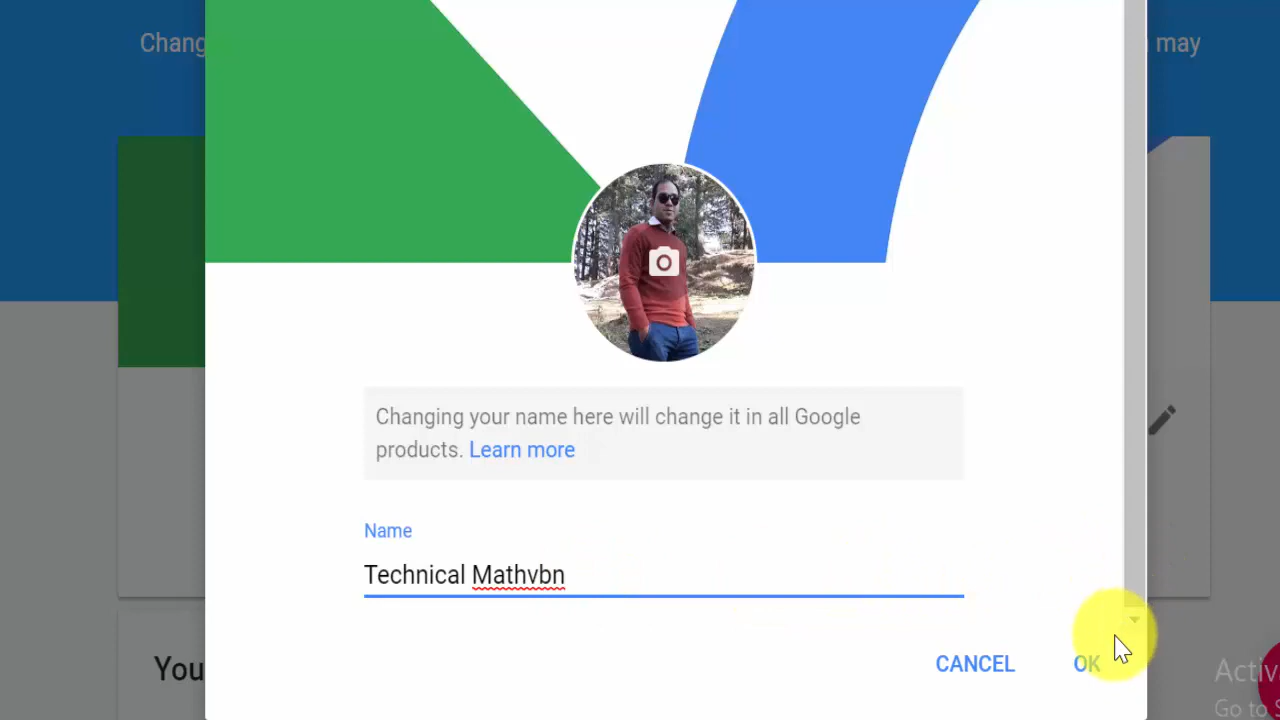 Chang
may
Changing your name here will change it in all Google
products. Learn more
Name
Technical Mathvbn
CANCEL OK
You
Activ
Go to S